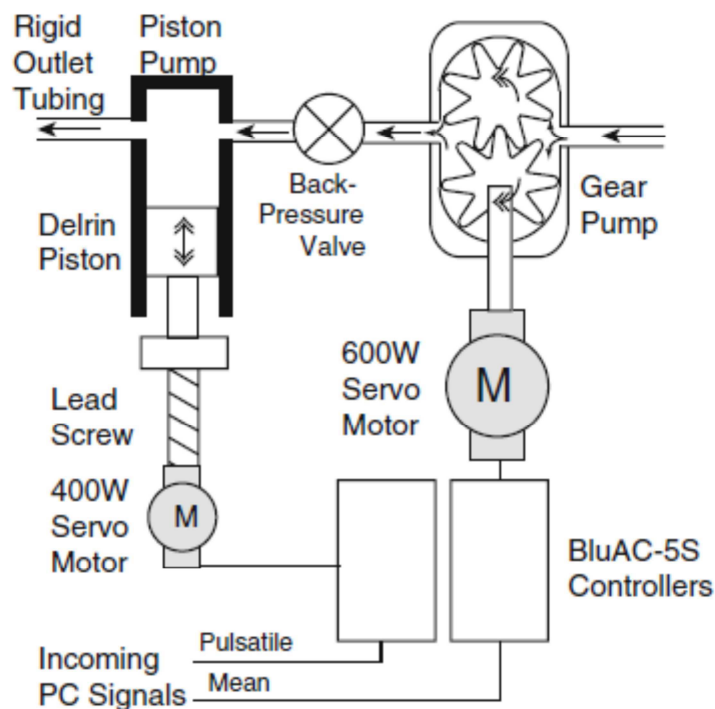 Rigid
Outlet
Tubing
Piston
Pump
Back-
Pressure
Valve
Gear
Pump
Delrin
Piston
600W
Servo
Motor
M
Lead
Screw
400W
Servo
Motor
M
BluAC-5S
Controllers
Incoming
PC Signals
Pulsatile
Mean